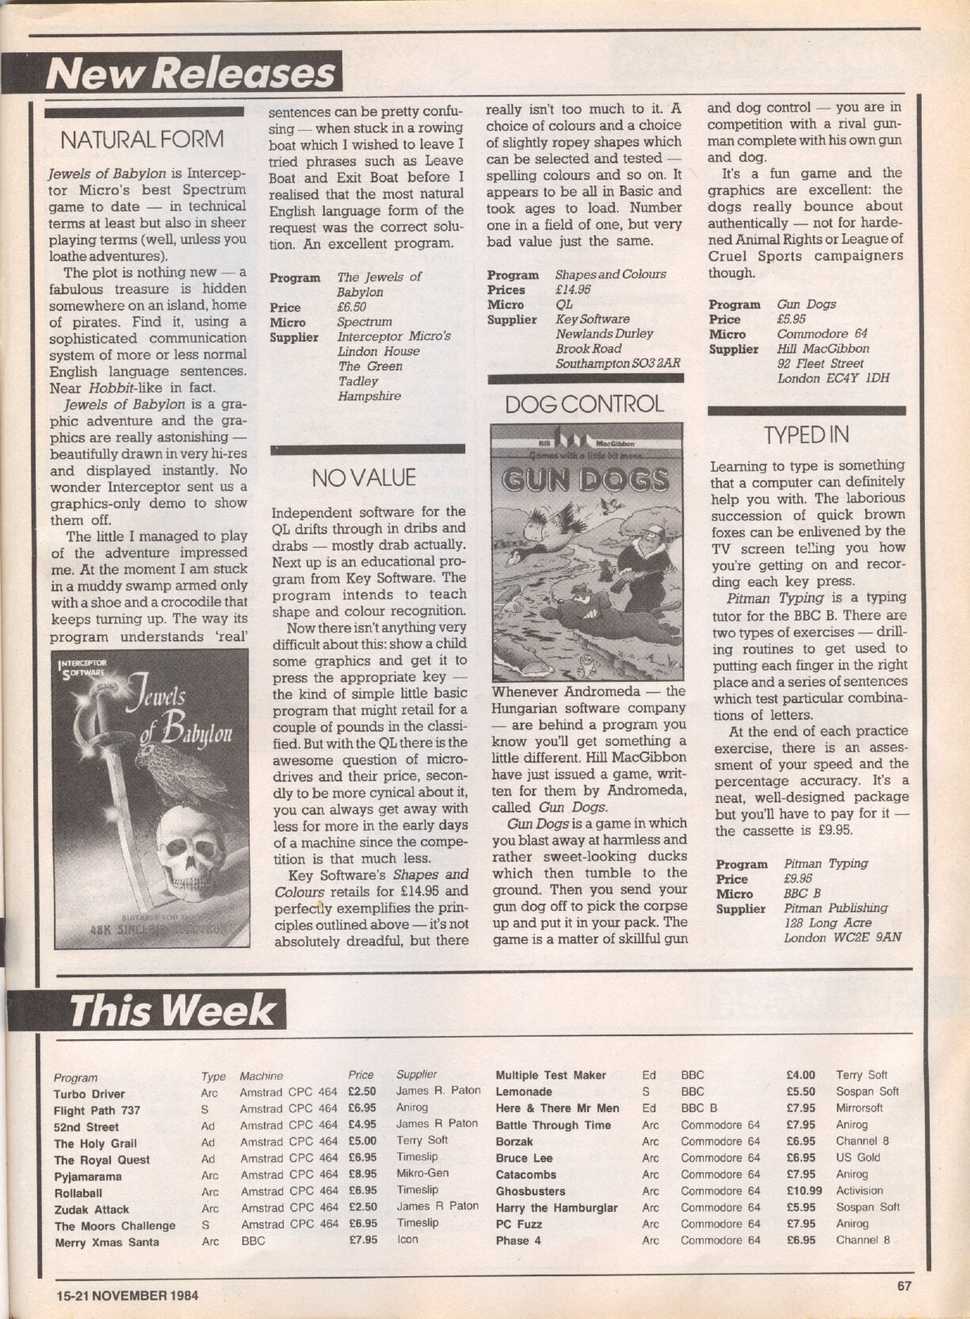 New Releases
NATURAL FORM
Jewels of Babylon is Intercep-
tor Micro's best Spectrum
game to date — in technical
terms at least but also in sheer
playing terms (well, unless you
loathe adventures).
The plot is nothing new — a
fabulous treasure is hidden
somewhere on an island, home
of pirates. Find it, using a
sophisticated communication
system of more or less normal
English language sentences.
Near Hobbit-like in fact.
Jewels of Babylon is a gra-
phic adventure and the gra-
phics are really astonishing —
beautifully drawn in very hi-res
and displayed instantly. No
wonder Interceptor sent us a
graphics-only demo to show
them off.
The little I managed to play
of the adventure impressed
me. At the moment I am stuck
in a muddy swamp armed only
with a shoe and a crocodile that
keeps turning up. The way its
program understands 'real'
INTERCEPTOR
SOFTWARE
Jewels
of Babylon
48K SINCLAIR SPECTRUM
sentences can be pretty confu-
sing — when stuck in a rowing
boat which I wished to leave I
tried phrases such as Leave
Boat and Exit Boat before I
realised that the most natural
English language form of the
request was the correct solu-
tion. An excellent program.
Program The Jewels of
Babylon
Price £6.50
Micro Spectrum
Supplier Interceptor Micro's
Lindon House
The Green
Tadley
Hampshire
NO VALUE
Independent software for the
QL drifts through in dribs and
drabs — mostly drab actually.
Next up is an educational pro-
gram from Key Software. The
program intends to teach
shape and colour recognition.
Now there isn't anything very
difficult about this: show a child
some graphics and get it to
press the appropriate key —
the kind of simple little basic
program that might retail for a
couple of pounds in the classi-
fied. But with the QL there is the
awesome question of micro-
drives and their price, secon-
dly to be more cynical about it,
you can always get away with
less for more in the early days
of a machine since the compe-
tition is that much less.
Key Software's Shapes and
Colours retails for £14.95 and
perfectly exemplifies the prin-
ciples outlined above — it's not
absolutely dreadful, but there
really isn't too much to it. A
choice of colours and a choice
of slightly ropey shapes which
can be selected and tested —
spelling colours and so on. It
appears to be all in Basic and
took ages to load. Number
one in a field of one, but very
bad value just the same.
Program Shapes and Colours
Prices £14.95
Micro QL
Supplier Key Software
Newlands Durley
Brook Road
Southampton SO3 2AR
DOG CONTROL
Hill MacGibbon
Games with a little bit more...
GUN DOGS
Whenever Andromeda — the
Hungarian software company
— are behind a program you
know you'll get something a
little different. Hill MacGibbon
have just issued a game, writ-
ten for them by Andromeda,
called Gun Dogs.
Gun Dogs is a game in which
you blast away at harmless and
rather sweet-looking ducks
which then tumble to the
ground. Then you send your
gun dog off to pick the corpse
up and put it in your pack. The
game is a matter of skillful gun
and dog control — you are in
competition with a rival gun-
man complete with his own gun
and dog.
It's a fun game and the
graphics are excellent: the
dogs really bounce about
authentically — not for harde-
ned Animal Rights or League of
Cruel Sports campaigners
though.
Program Gun Dogs
Price £5.95
Micro Commodore 64
Supplier Hill MacGibbon
92 Fleet Street
London EC4Y 1DH
TYPED IN
Learning to type is something
that a computer can definitely
help you with. The laborious
succession of quick brown
foxes can be enlivened by the
TV screen telling you how
you're getting on and recor-
ding each key press.
Pitman Typing is a typing
tutor for the BBC B. There are
two types of exercises — dril-
ling routines to get used to
putting each finger in the right
place and a series of sentences
which test particular combina-
tions of letters.
At the end of each practice
exercise, there is an asses-
sment of your speed and the
percentage accuracy. It's a
neat, well-designed package
but you'll have to pay for it —
the cassette is £9.95.
Program Pitman Typing
Price £9.95
Micro BBC B
Supplier Pitman Publishing
128 Long Acre
London WC2E 9AN
This Week
Program Type Machine Price Supplier
Turbo Driver Arc Amstrad CPC 464 £2.50 James R. Paton
Flight Path 737 S Amstrad CPC 464 £6.95 Anirog
52nd Street Ad Amstrad CPC 464 £4.95 James R Paton
The Holy Grail Ad Amstrad CPC 464 £5.00 Terry Soft
The Royal Quest Ad Amstrad CPC 464 £6.95 Timeslip
Pyjamarama Arc Amstrad CPC 464 £8.95 Mikro-Gen
Rollaball Arc Amstrad CPC 464 £6.95 Timeslip
Zudak Attack Arc Amstrad CPC 464 £2.50 James R Paton
The Moors Challenge S Amstrad CPC 464 £6.95 Timeslip
Merry Xmas Santa Arc BBC £7.95 Icon
Multiple Test Maker Ed BBC £4.00 Terry Soft
Lemonade S BBC £5.50 Sospan Soft
Here & There Mr Men Ed BBC B £7.95 Mirrorsoft
Battle Through Time Arc Commodore 64 £7.95 Anirog
Borzak Arc Commodore 64 £6.95 Channel 8
Bruce Lee Arc Commodore 64 £6.95 US Gold
Catacombs Arc Commodore 64 £7.95 Anirog
Ghosbusters Arc Commodore 64 £10.99 Activision
Harry the Hamburglar Arc Commodore 64 £5.95 Sospan Soft
PC Fuzz Arc Commodore 64 £7.95 Anirog
Phase 4 Arc Commodore 64 £6.95 Channel 8
15-21 NOVEMBER 1984
67